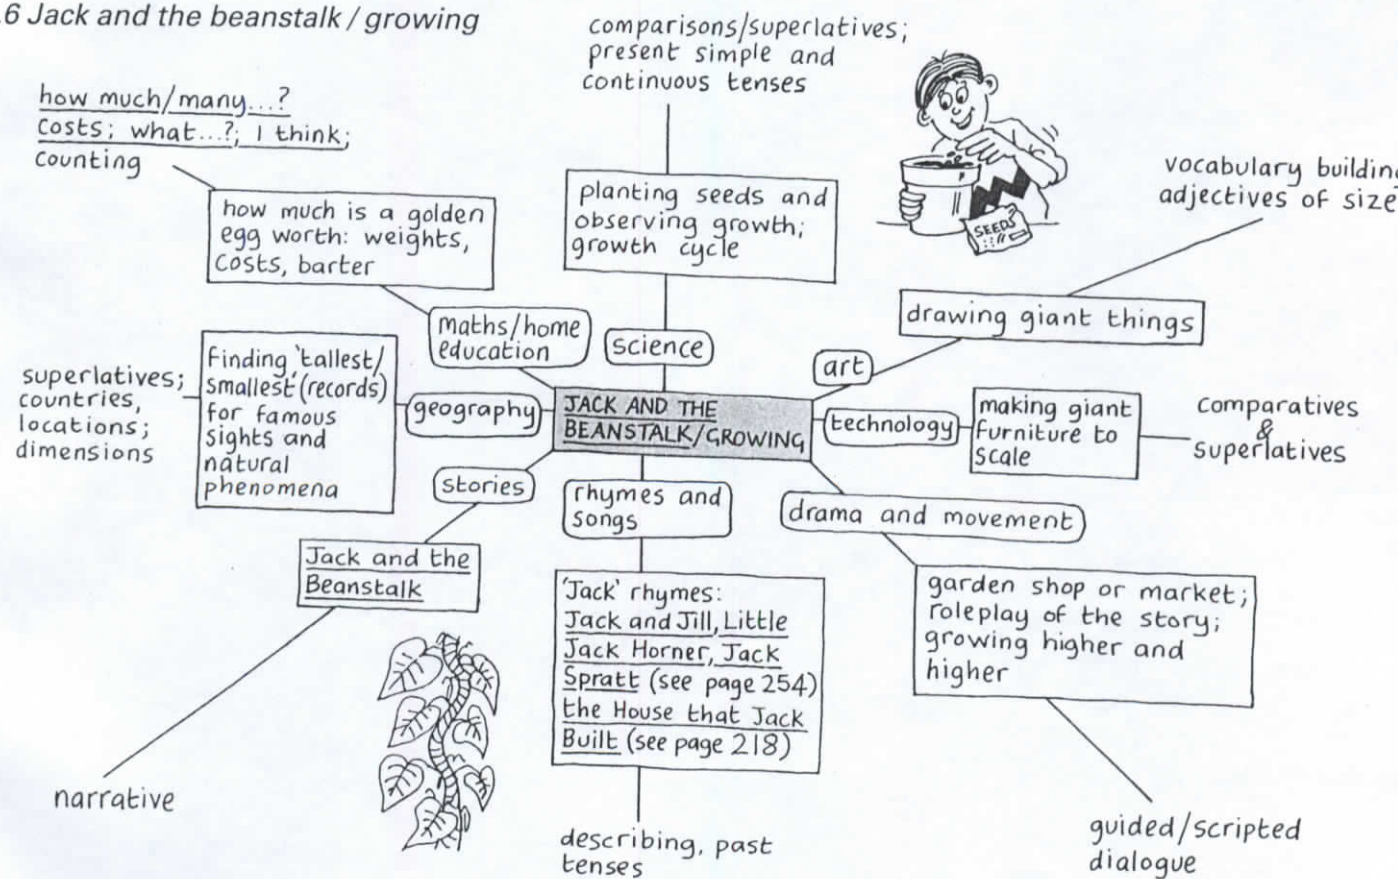 .6 Jack and the beanstalk / growing
comparisons/superlatives;
present simple and
continuous tenses
how much/many...?
costs; what...?; I think;
counting
how much is a golden
egg worth: weights,
costs, barter
planting seeds and
observing growth;
growth cycle
SEEDS
vocabulary building
adjectives of size
drawing giant things
maths/home
education
science
art
superlatives;
countries,
locations;
dimensions
Finding 'tallest/
smallest' (records)
for famous
sights and
natural
phenomena
geography
JACK AND THE
BEANSTALK/GROWING
technology
making giant
furniture to
scale
comparatives
&
superlatives
stories
rhymes and
songs
drama and movement
Jack and the
Beanstalk
'Jack' rhymes:
Jack and Jill, Little
Jack Horner, Jack
Spratt (see page 254)
the House that Jack
Built (see page 218)
garden shop or market;
roleplay of the story;
growing higher and
higher
narrative
describing, past
tenses
guided/scripted
dialogue